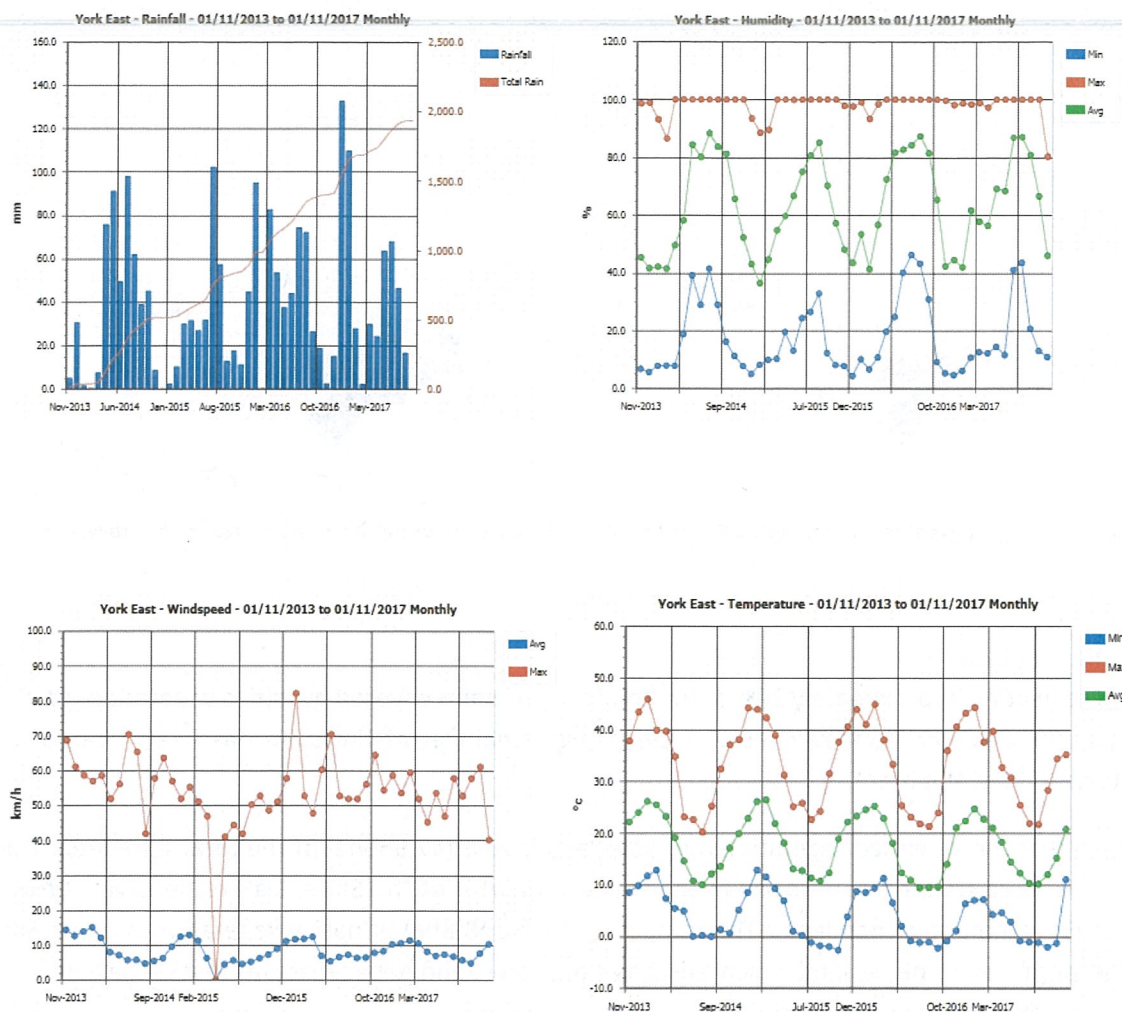 York East - Rainfall - 01/11/2013 to 01/11/2017 Monthly
160.0
140.0
120.0
100.0
80.0
60.0
40.0
20.0
0.0
mm
2,500.0
2,000.0
1,500.0
1,000.0
500.0
0.0
Rainfall
Total Rain
Nov-2013 Jun-2014 Jan-2015 Aug-2015 Mar-2016 Oct-2016 May-2017
York East - Humidity - 01/11/2013 to 01/11/2017 Monthly
120.0
100.0
80.0
60.0
40.0
20.0
0.0
%
Min
Max
Avg
Nov-2013 Sep-2014 Jul-2015 Dec-2015 Oct-2016 Mar-2017
York East - Windspeed - 01/11/2013 to 01/11/2017 Monthly
100.0
90.0
80.0
70.0
60.0
50.0
40.0
30.0
20.0
10.0
0.0
km/h
Avg
Max
Nov-2013 Sep-2014 Feb-2015 Dec-2015 Oct-2016 Mar-2017
York East - Temperature - 01/11/2013 to 01/11/2017 Monthly
60.0
50.0
40.0
30.0
20.0
10.0
0.0
-10.0
°C
Min
Ma
Avg
Nov-2013 Sep-2014 Jul-2015 Dec-2015 Oct-2016 Mar-2017